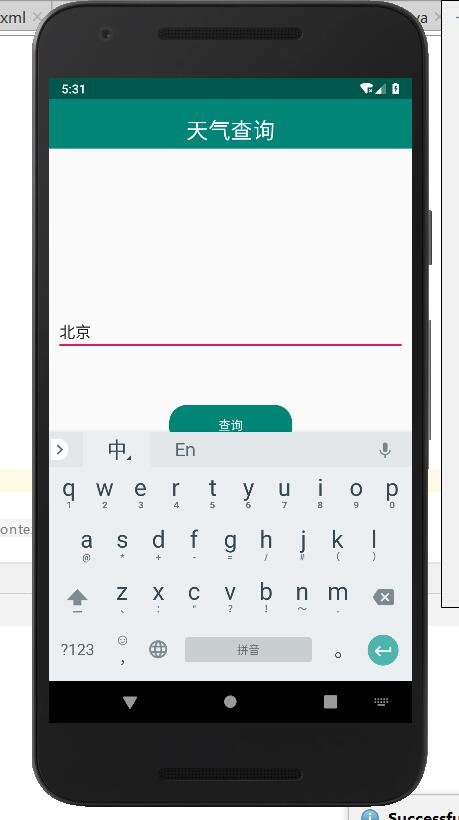 xml
va
5:31
天气查询
北京
查询
中 En
q w e r t y u i o p
1 2 3 4 5 6 7 8 9 0
a s d f g h j k l
@ * + - = / # ( )
z x c v b n m
、 : " ? ! ～ .
?123 , 拼音 。
onte
Successfu